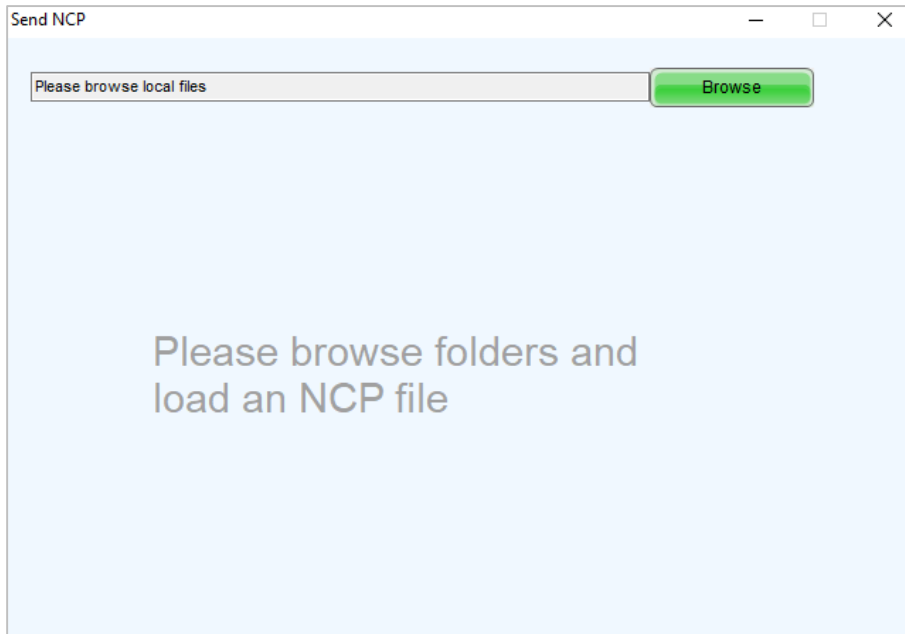 Send NCP
Please browse local files
Browse
Please browse folders and
load an NCP file